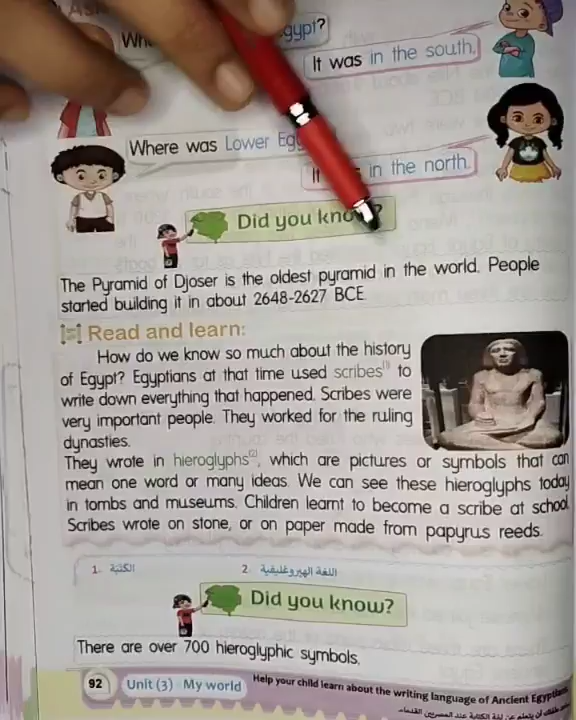 gypt?
It was in the south.
Where was Lower Eg
in the north.
Did you know?
The Pyramid of Djoser is the oldest pyramid in the world. People
started building it in about 2648-2627 BCE
Read and learn:
How do we know so much about the history
of Egypt? Egyptians at that time used scribes(1) to
write down everything that happened. Scribes were
very important people. They worked for the ruling
dynasties.
They wrote in hieroglyphs(2), which are pictures or symbols that can
mean one word or many ideas. We can see these hieroglyphs today
in tombs and museums. Children learnt to become a scribe at school.
Scribes wrote on stone, or on paper made from papyrus reeds.
1. الكتبة 2. اللغة الهيروغليفية
Did you know?
There are over 700 hieroglyphic symbols.
92 Unit (3) My world Help your child learn about the writing language of Ancient Egyptians